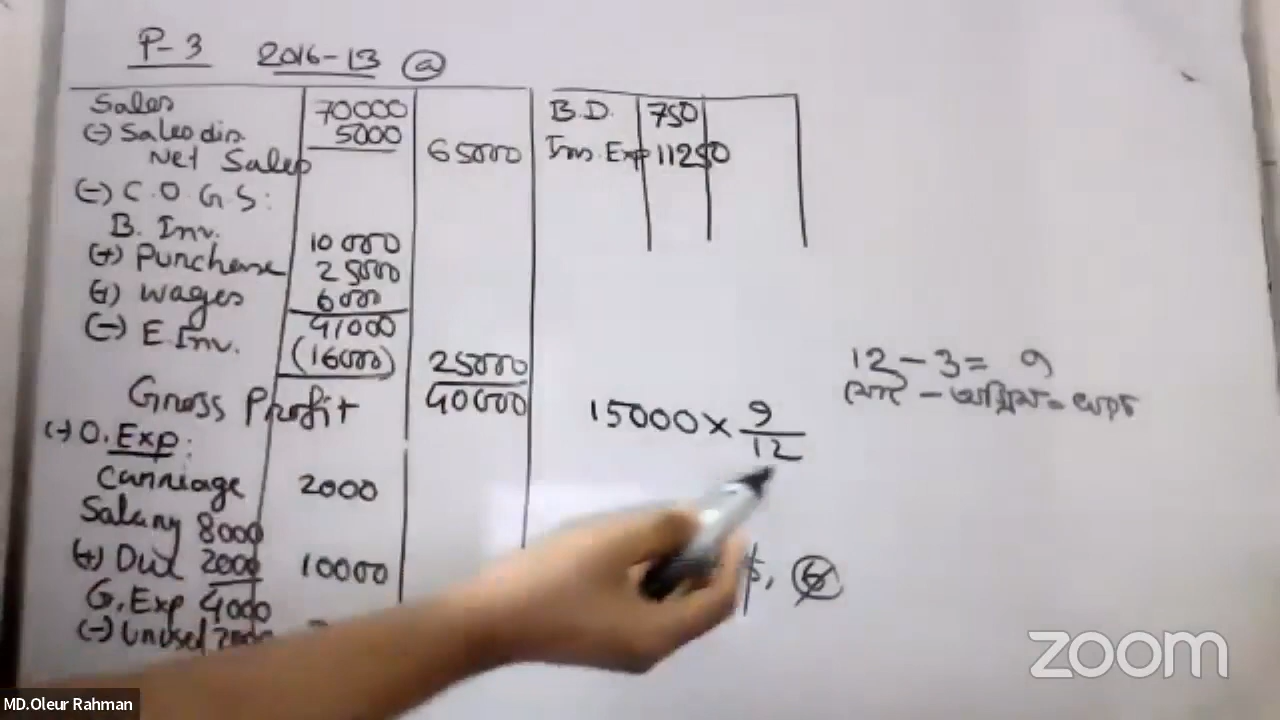 P-3 2016-13 (a)
Sales 70000
(-) Sales dis. 5000
Net Sales 65000
(-) C.O.G.S:
B. Inv. 10000
(+) Purchase 25000
(+) Wages 6000
41000
(-) E. Inv. (16000) 25000
Gross Profit 40000
(-) O. Exp:
Carriage 2000
Salary 8000
(+) Due 2000 10000
G. Exp 4000
(-) Unused 2000
B.D. 750
Ins. Exp 11250
12 - 3 = 9
15000 × 9/12
zoom
MD.Oleur Rahman